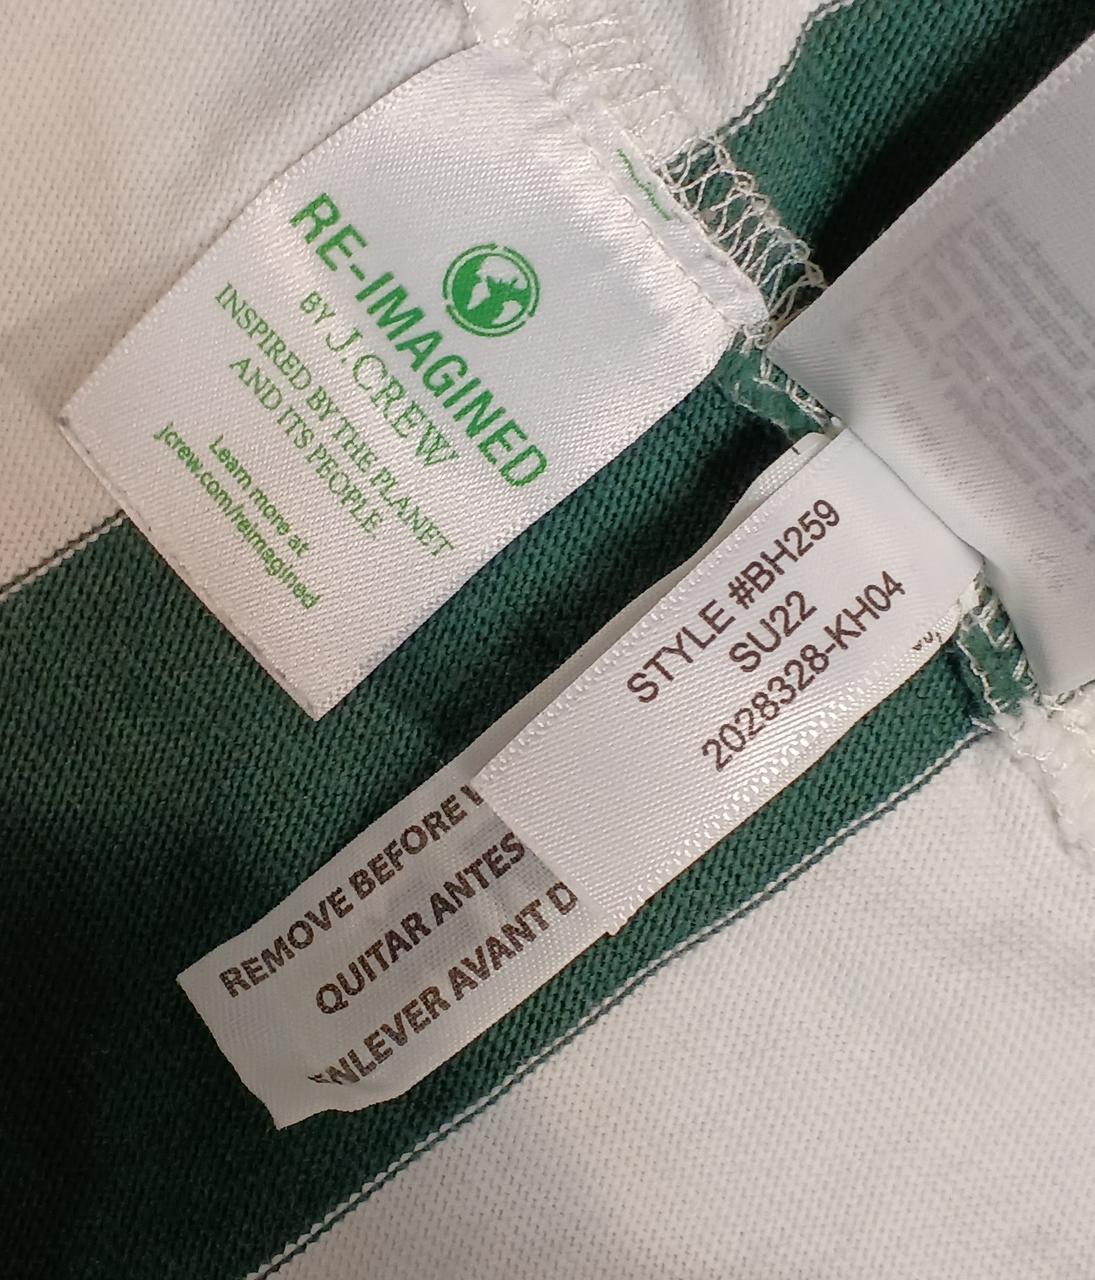 RE-IMAGINED
BY J.CREW
INSPIRED BY THE PLANET
AND ITS PEOPLE
Learn more at
jcrew.com/reimagined
STYLE #BH259
SU22
2028328-KH04
REMOVE BEFORE
QUITAR ANTES
ENLEVER AVANT D